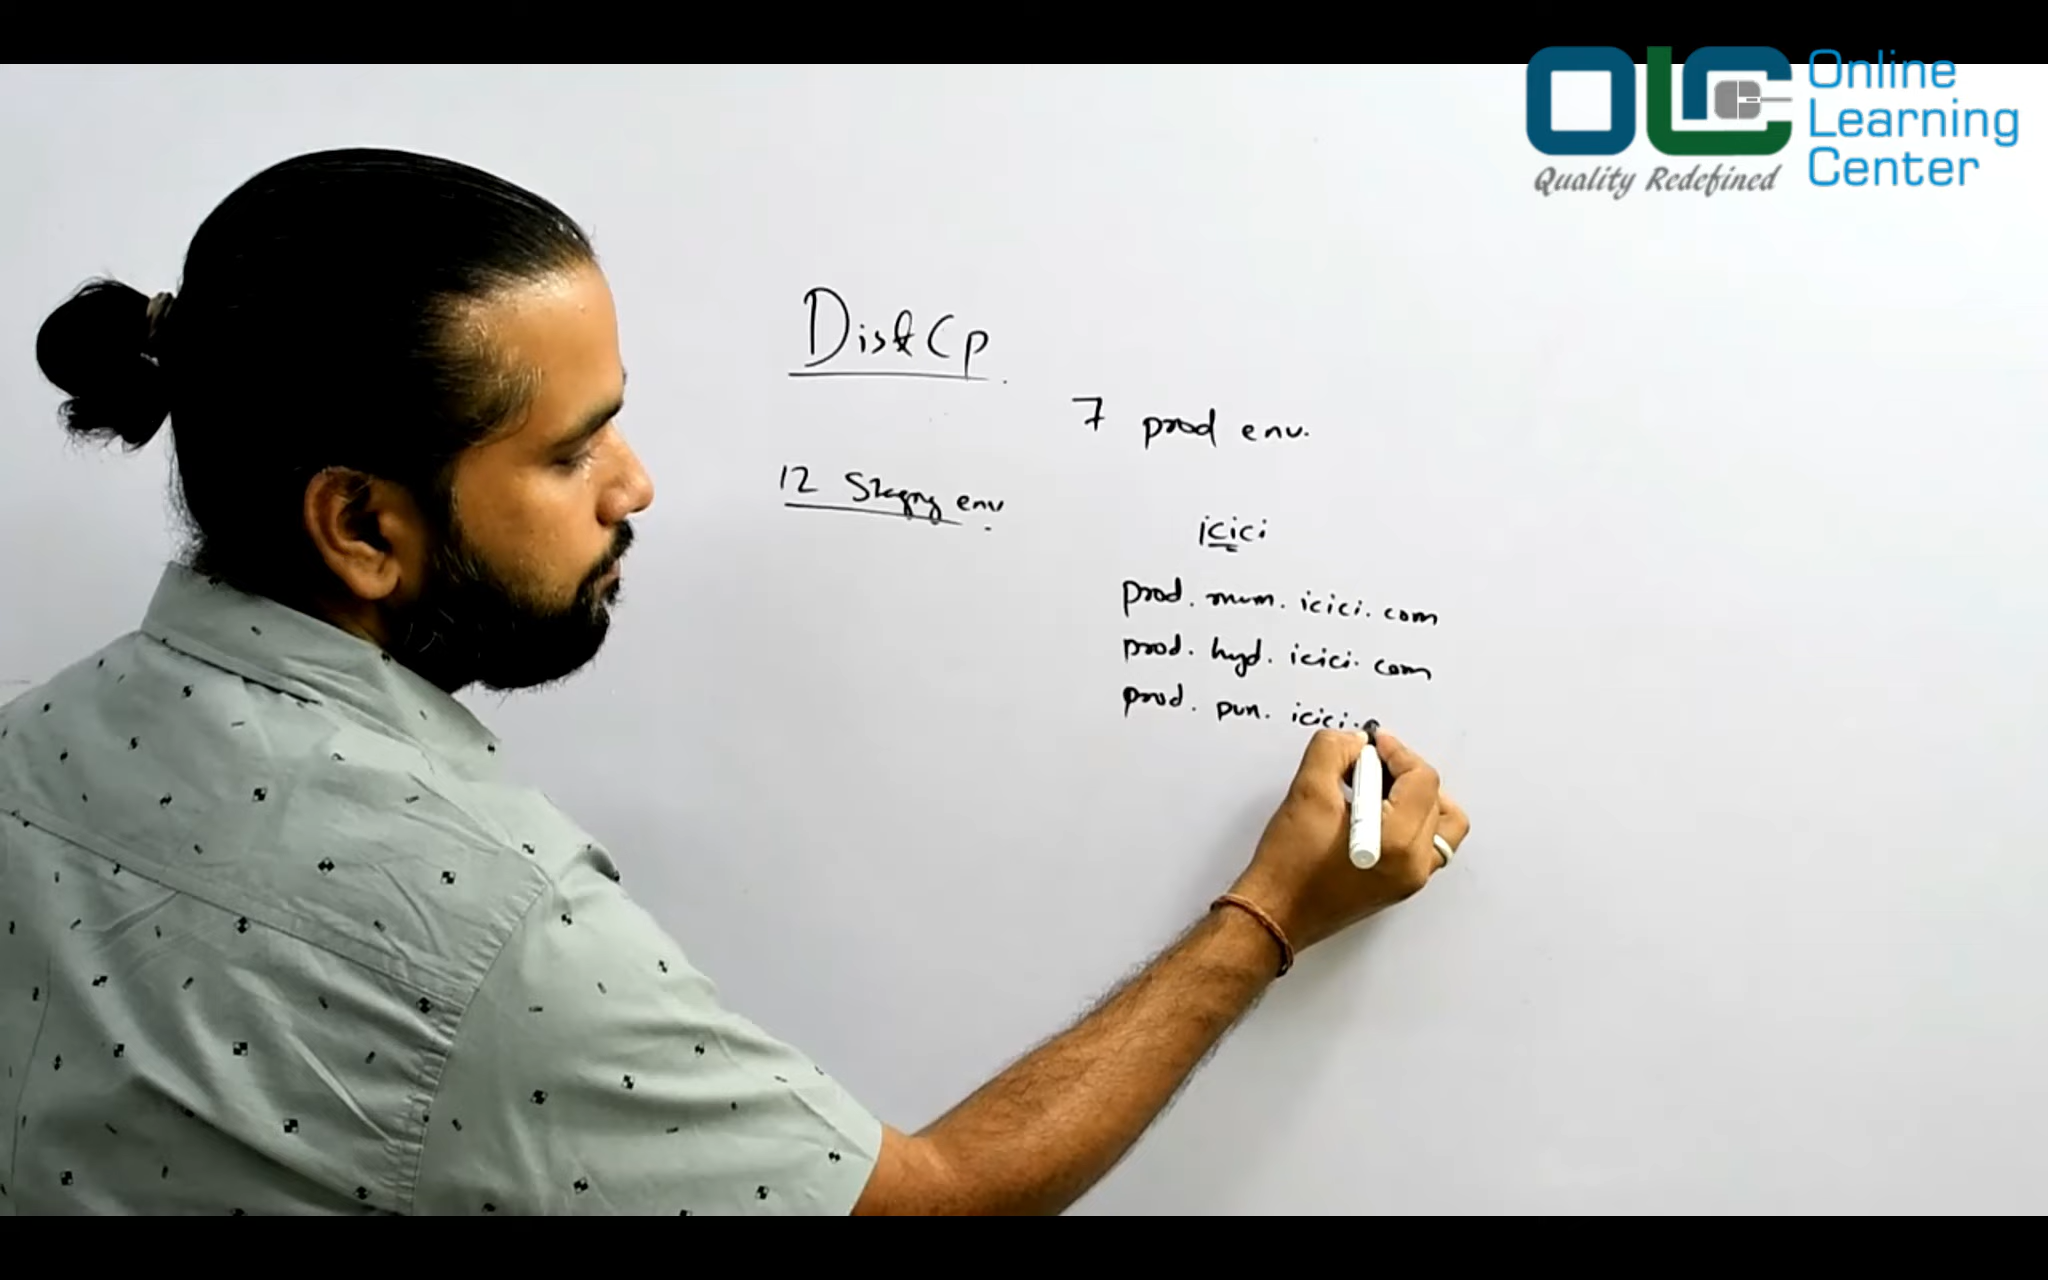 Online
Learning
Center
OLC
Quality Redefined
DistCp
7 prod env.
12 Staging env
icici
prod. mum. icici. com
prod. hyd. icici. com
prod. pun. icici.